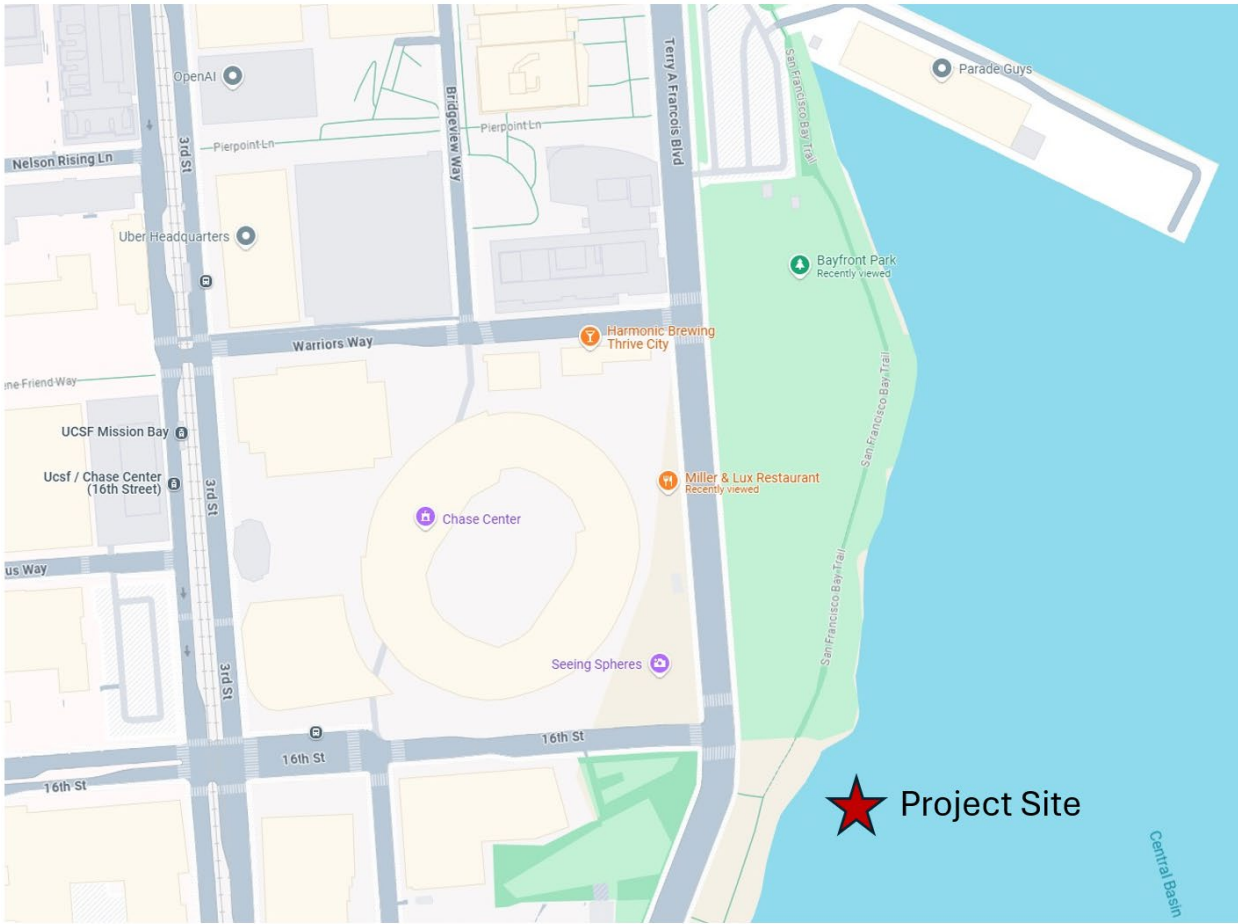 OpenAI
Parade Guys
Terry A Francois Blvd
San Francisco Bay Trail
Bridgeview Way
Pierpoint Ln
Pierpoint Ln
3rd St
Nelson Rising Ln
Uber Headquarters
Bayfront Park
Recently viewed
Harmonic Brewing
Thrive City
Warriors Way
ene Friend Way
San Francisco Bay Trail
UCSF Mission Bay
Ucsf / Chase Center
(16th Street)
3rd St
Miller & Lux Restaurant
Recently viewed
Chase Center
us Way
San Francisco Bay Trail
Seeing Spheres
3rd St
16th St
16th St
16th St
Project Site
Central Basin